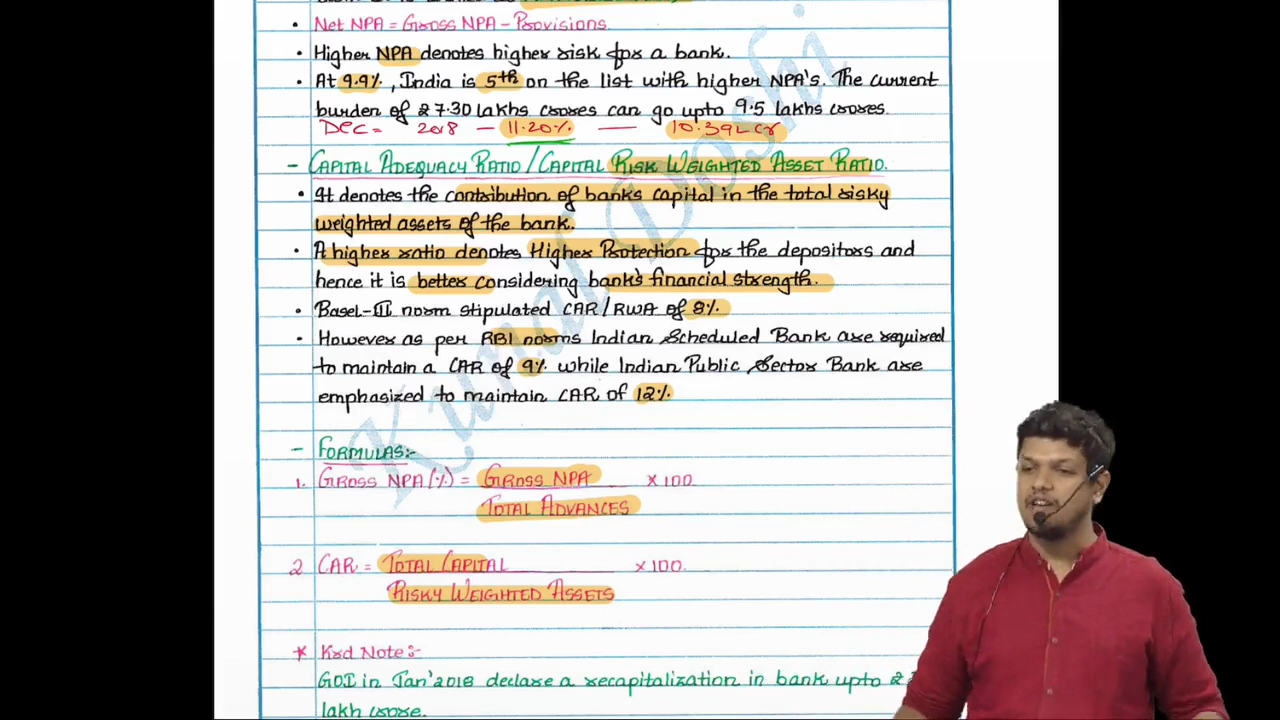 • Net NPA = Gross NPA - Provisions.
• Higher NPA denotes higher risk for a bank.
• At 9.9%, India is 5th on the list with higher NPA's. The current
burden of ₹7.30 lakhs crores can go upto 9.5 lakhs crores.
Dec = 2018 - 11.20% — 10.39L Cr
- CAPITAL ADEQUACY RATIO / CAPITAL RISK WEIGHTED ASSET RATIO.
• It denotes the contribution of banks capital in the total risky
weighted assets of the bank.
• A higher ratio denotes Higher Protection for the depositors and
hence it is better considering bank's financial strength.
• Basel-III norm stipulated CAR/RWA of 8%.
• However as per RBI norms Indian Scheduled Bank are required
to maintain a CAR of 9% while Indian Public Sector Bank are
emphasized to maintain CAR of 12%.
- FORMULAS:-
1. GROSS NPA (%) = GROSS NPA × 100
TOTAL ADVANCES
2 CAR = TOTAL CAPITAL × 100.
RISKY WEIGHTED ASSETS
* Krd Note:-
GOI in Jan'2018 declare a recapitalization in bank upto ₹
lakh crore.
Kunal Doshi